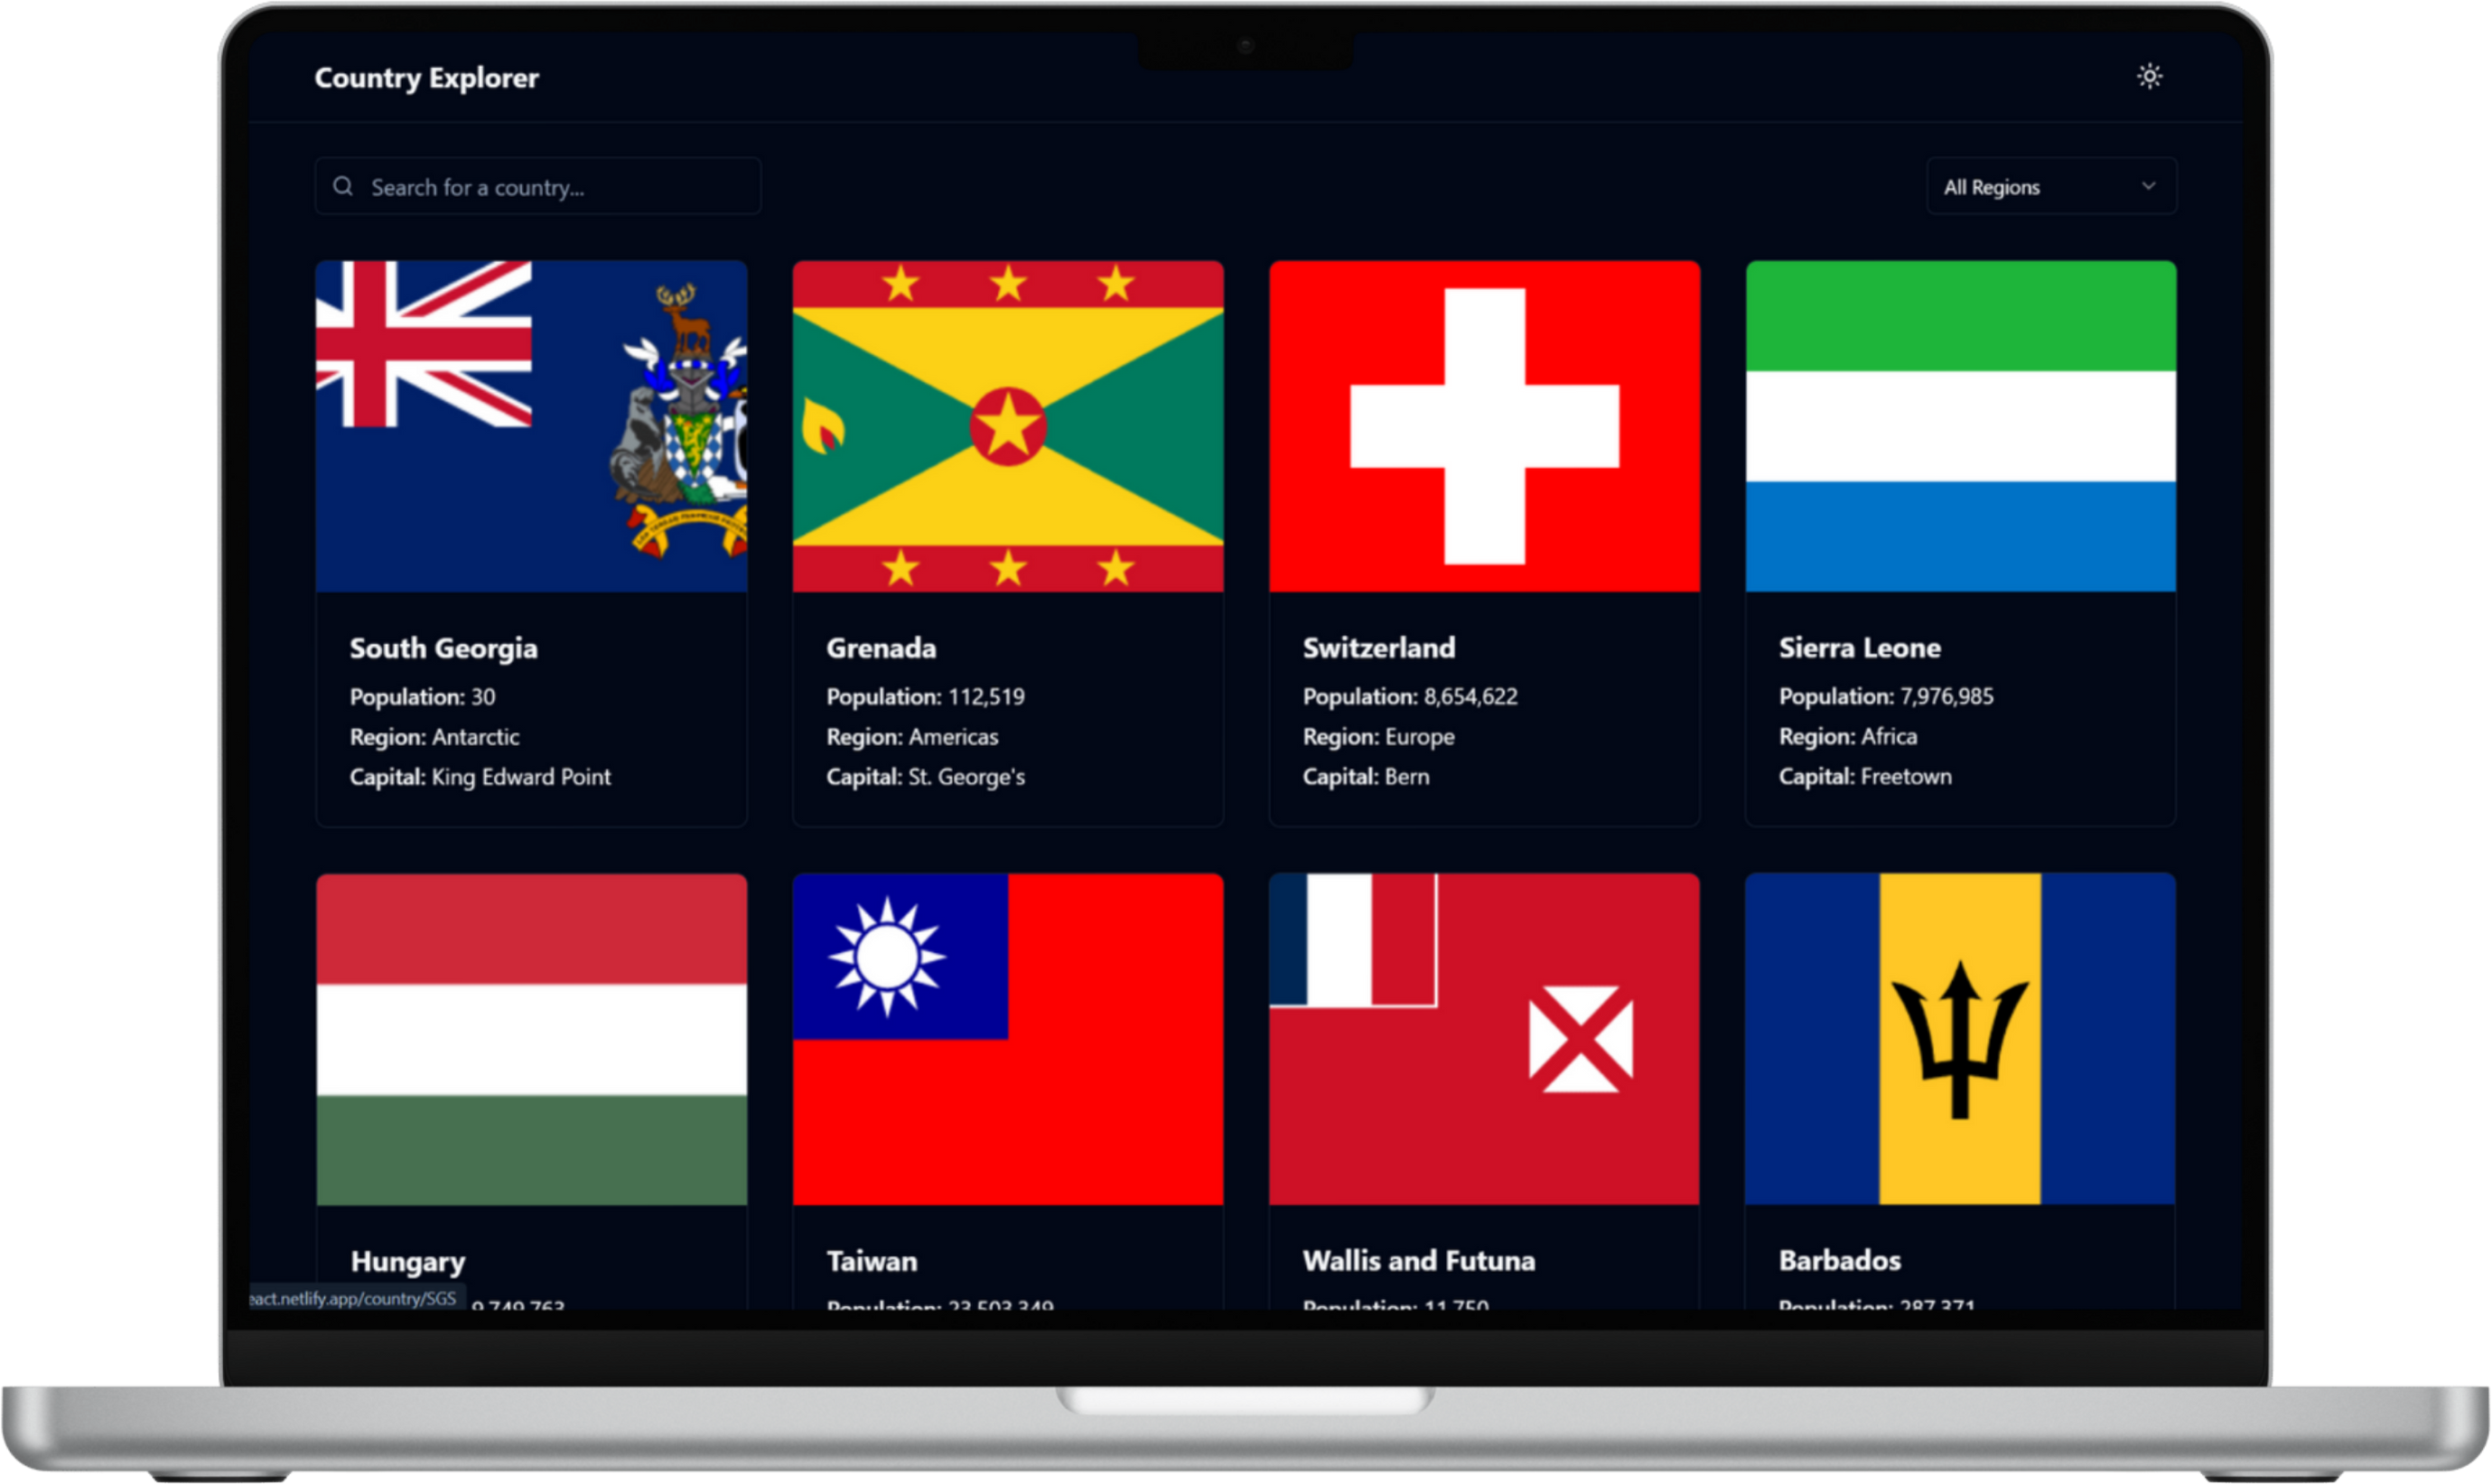 Country Explorer
Search for a country...
All Regions
South Georgia
Population: 30
Region: Antarctic
Capital: King Edward Point
Grenada
Population: 112,519
Region: Americas
Capital: St. George's
Switzerland
Population: 8,654,622
Region: Europe
Capital: Bern
Sierra Leone
Population: 7,976,985
Region: Africa
Capital: Freetown
Hungary
9,749,763
Taiwan
Population: 23,503,349
Wallis and Futuna
Population: 11,750
Barbados
Population: 287,371
eact.netlify.app/country/SGS